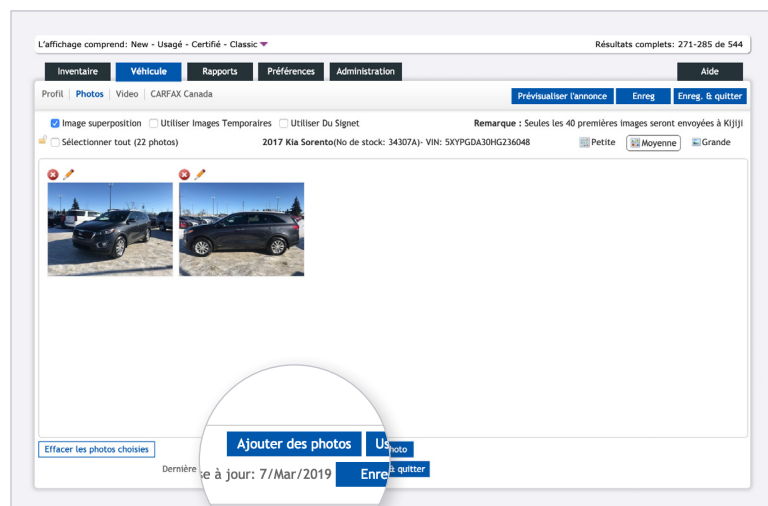 L'affichage comprend: New - Usagé - Certifié - Classic
Résultats complets: 271-285 de 544
Inventaire Véhicule Rapports Préférences Administration Aide
Profil Photos Video CARFAX Canada
Prévisualiser l'annonce Enreg Enreg. & quitter
Image superposition Utiliser Images Temporaires Utiliser Du Signet
Remarque : Seules les 40 premières images seront envoyées à Kijiji
Sélectionner tout (22 photos)
2017 Kia Sorento(No de stock: 34307A)- VIN: 5XYPGDA30HG236048
Petite Moyenne Grande
Effacer les photos choisies Ajouter des photos Us hoto
Dernière se à jour: 7/Mar/2019 Enre & quitter